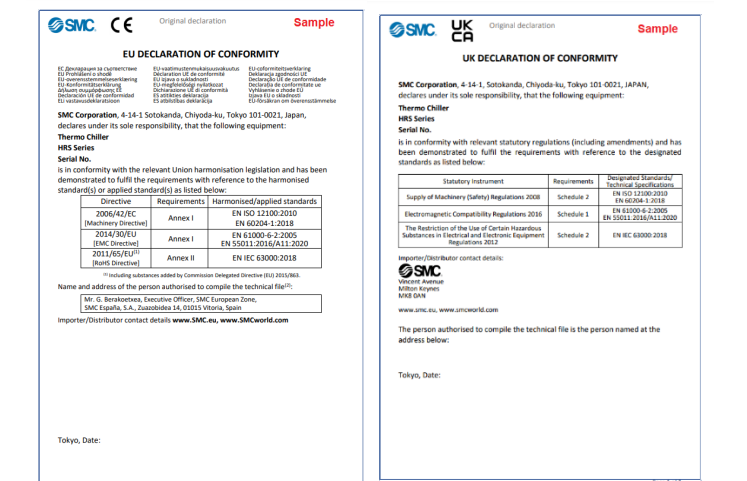 SMC. CE Original declaration Sample
EU DECLARATION OF CONFORMITY
ЕС Декларация за съответствие
EU Prohlášení o shodě
EU-overensstemmelseserklæring
EU-Konformitätserklärung
Δήλωση συμμόρφωσης ΕΕ
Declaración UE de conformidad
ELi vastavusdeklaratsioon
EU-vaatimustenmukaisuusvakuutus
Déclaration UE de conformité
EU izjava o sukladnosti
EU-megfelelőségi nyilatkozat
Dichiarazione UE di conformità
ES atitikties deklaracija
ES atbilstības deklarācija
EU-conformiteitsverklaring
Deklaracja zgodności UE
Declaração UE de conformidade
Declarația de conformitate ue
Vyhlásenie o zhode EÚ
Izjava EU o skladnosti
EU-försäkran om överensstämmelse
SMC Corporation, 4-14-1 Sotokanda, Chiyoda-ku, Tokyo 101-0021, Japan,
declares under its sole responsibility, that the following equipment:
Thermo Chiller
HRS Series
Serial No.
is in conformity with the relevant Union harmonisation legislation and has been
demonstrated to fulfil the requirements with reference to the harmonised
standard(s) or applied standard(s) as listed below:
Directive Requirements Harmonised/applied standards
2006/42/EC
[Machinery Directive]
Annex I
EN ISO 12100:2010
EN 60204-1:2018
2014/30/EU
[EMC Directive]
Annex I
EN 61000-6-2:2005
EN 55011:2016/A11:2020
2011/65/EU(1)
[RoHS Directive]
Annex II
EN IEC 63000:2018
(1) Including substances added by Commission Delegated Directive (EU) 2015/863.
Name and address of the person authorised to compile the technical file(2):
Mr. G. Berakoetxea, Executive Officer, SMC European Zone,
SMC España, S.A., Zuazobidea 14, 01015 Vitoria, Spain
Importer/Distributor contact details www.SMC.eu, www.SMCworld.com
Tokyo, Date:
SMC. UK CA Original declaration Sample
UK DECLARATION OF CONFORMITY
SMC Corporation, 4-14-1, Sotokanda, Chiyoda-ku, Tokyo 101-0021, JAPAN,
declares under its sole responsibility, that the following equipment:
Thermo Chiller
HRS Series
Serial No.
is in conformity with relevant statutory regulations (including amendments) and has
been demonstrated to fulfil the requirements with reference to the designated
standards as listed below:
Statutory Instrument Requirements Designated Standards/
Technical Specifications
Supply of Machinery (Safety) Regulations 2008 Schedule 2
EN ISO 12100:2010
EN 60204-1:2018
Electromagnetic Compatibility Regulations 2016 Schedule 1
EN 61000-6-2:2005
EN 55011:2016/A11:2020
The Restriction of the Use of Certain Hazardous
Substances in Electrical and Electronic Equipment
Regulations 2012
Schedule 2 EN IEC 63000:2018
Importer/Distributor contact details:
SMC.
Vincent Avenue
Milton Keynes
MK8 0AN
www.smc.eu, www.smcworld.com
The person authorised to compile the technical file is the person named at the
address below:
Tokyo, Date: